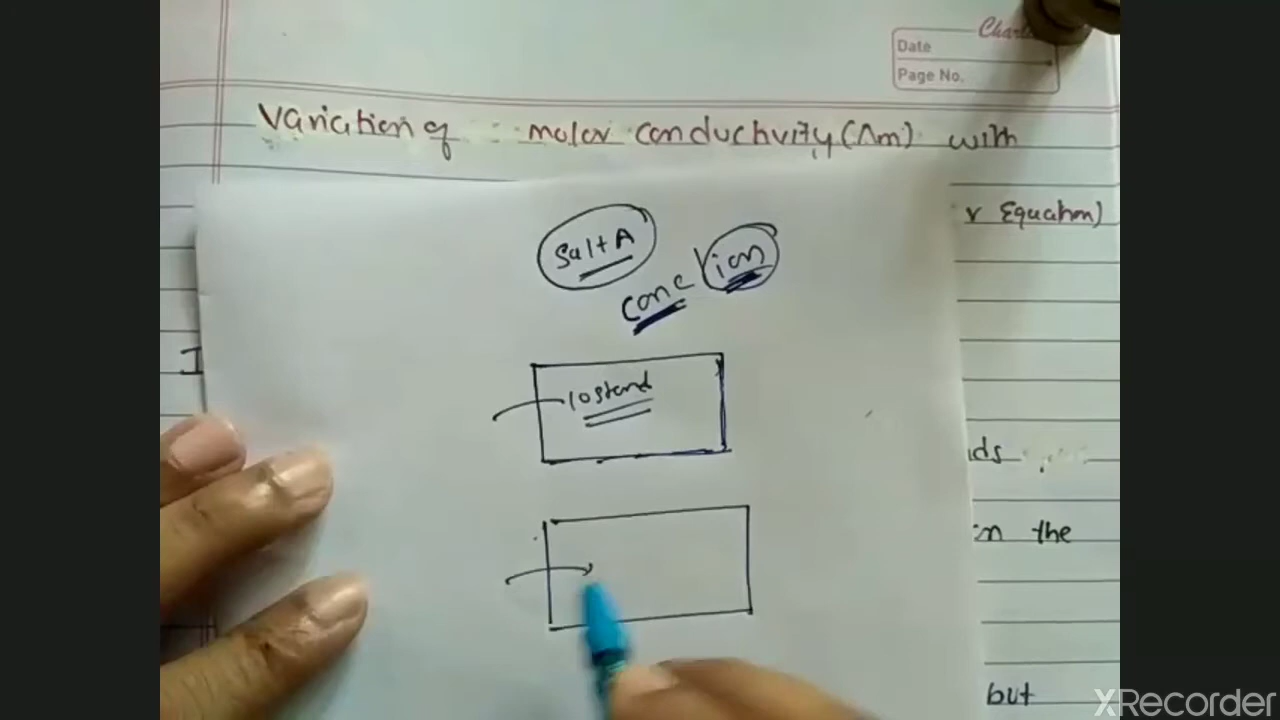 Date
Page No.
Variation of molar conductivity (Λm) with
r Equation)
Salt A
conc / ion
10 stand
I
ds
in the
but
XRecorder